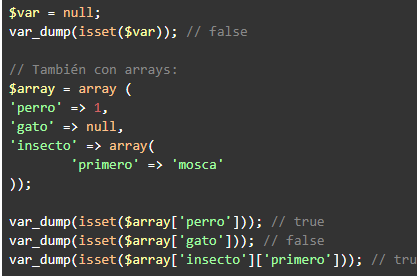 $var = null;
var_dump(isset($var)); // false
// También con arrays:
$array = array (
'perro' => 1,
'gato' => null,
'insecto' => array(
'primero' => 'mosca'
));
var_dump(isset($array['perro'])); // true
var_dump(isset($array['gato'])); // false
var_dump(isset($array['insecto']['primero'])); // tru